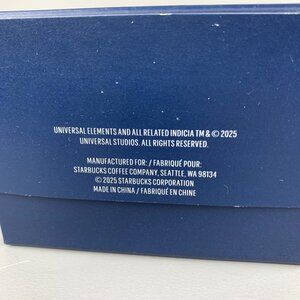 UNIVERSAL ELEMENTS AND ALL RELATED INDICIA TM & © 2025
UNIVERSAL STUDIOS. ALL RIGHTS RESERVED.
MANUFACTURED FOR: / FABRIQUÉ POUR:
STARBUCKS COFFEE COMPANY, SEATTLE, WA 98134
© 2025 STARBUCKS CORPORATION
MADE IN CHINA / FABRIQUÉ EN CHINE